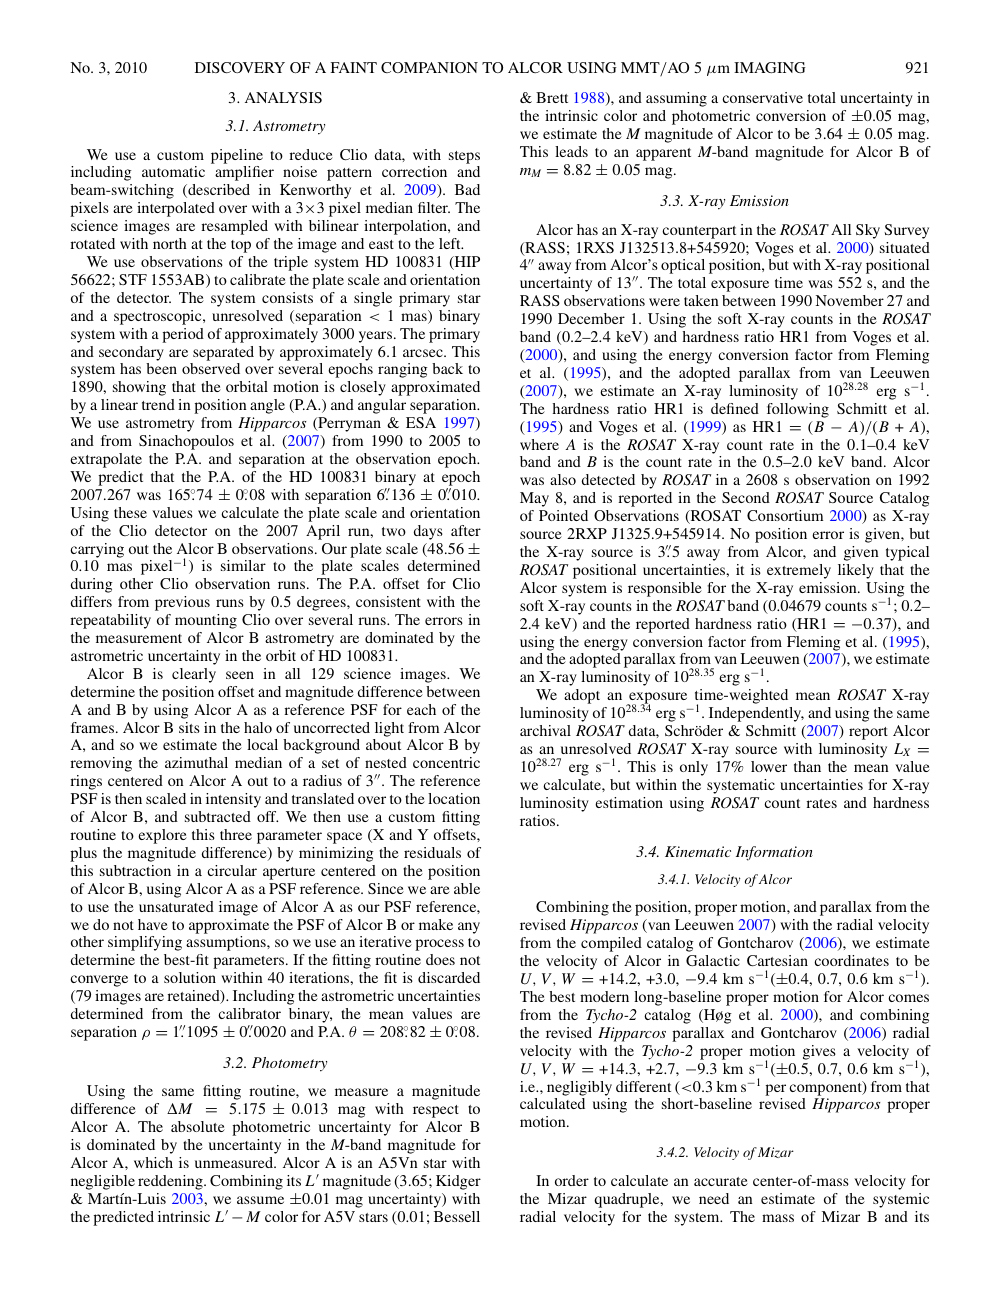 No. 3, 2010 DISCOVERY OF A FAINT COMPANION TO ALCOR USING MMT/AO 5 μm IMAGING 921
3. ANALYSIS
3.1. Astrometry
We use a custom pipeline to reduce Clio data, with steps
including automatic amplifier noise pattern correction and
beam-switching (described in Kenworthy et al. 2009). Bad
pixels are interpolated over with a 3×3 pixel median filter. The
science images are resampled with bilinear interpolation, and
rotated with north at the top of the image and east to the left.
We use observations of the triple system HD 100831 (HIP
56622; STF 1553AB) to calibrate the plate scale and orientation
of the detector. The system consists of a single primary star
and a spectroscopic, unresolved (separation < 1 mas) binary
system with a period of approximately 3000 years. The primary
and secondary are separated by approximately 6.1 arcsec. This
system has been observed over several epochs ranging back to
1890, showing that the orbital motion is closely approximated
by a linear trend in position angle (P.A.) and angular separation.
We use astrometry from Hipparcos (Perryman & ESA 1997)
and from Sinachopoulos et al. (2007) from 1990 to 2005 to
extrapolate the P.A. and separation at the observation epoch.
We predict that the P.A. of the HD 100831 binary at epoch
2007.267 was 165°.74 ± 0°.08 with separation 6″.136 ± 0″.010.
Using these values we calculate the plate scale and orientation
of the Clio detector on the 2007 April run, two days after
carrying out the Alcor B observations. Our plate scale (48.56 ±
0.10 mas pixel⁻¹) is similar to the plate scales determined
during other Clio observation runs. The P.A. offset for Clio
differs from previous runs by 0.5 degrees, consistent with the
repeatability of mounting Clio over several runs. The errors in
the measurement of Alcor B astrometry are dominated by the
astrometric uncertainty in the orbit of HD 100831.
Alcor B is clearly seen in all 129 science images. We
determine the position offset and magnitude difference between
A and B by using Alcor A as a reference PSF for each of the
frames. Alcor B sits in the halo of uncorrected light from Alcor
A, and so we estimate the local background about Alcor B by
removing the azimuthal median of a set of nested concentric
rings centered on Alcor A out to a radius of 3″. The reference
PSF is then scaled in intensity and translated over to the location
of Alcor B, and subtracted off. We then use a custom fitting
routine to explore this three parameter space (X and Y offsets,
plus the magnitude difference) by minimizing the residuals of
this subtraction in a circular aperture centered on the position
of Alcor B, using Alcor A as a PSF reference. Since we are able
to use the unsaturated image of Alcor A as our PSF reference,
we do not have to approximate the PSF of Alcor B or make any
other simplifying assumptions, so we use an iterative process to
determine the best-fit parameters. If the fitting routine does not
converge to a solution within 40 iterations, the fit is discarded
(79 images are retained). Including the astrometric uncertainties
determined from the calibrator binary, the mean values are
separation ρ = 1″.1095 ± 0″.0020 and P.A. θ = 208°.82 ± 0°.08.
3.2. Photometry
Using the same fitting routine, we measure a magnitude
difference of ΔM = 5.175 ± 0.013 mag with respect to
Alcor A. The absolute photometric uncertainty for Alcor B
is dominated by the uncertainty in the M-band magnitude for
Alcor A, which is unmeasured. Alcor A is an A5Vn star with
negligible reddening. Combining its L′ magnitude (3.65; Kidger
& Martín-Luis 2003, we assume ±0.01 mag uncertainty) with
the predicted intrinsic L′ − M color for A5V stars (0.01; Bessell
& Brett 1988), and assuming a conservative total uncertainty in
the intrinsic color and photometric conversion of ±0.05 mag,
we estimate the M magnitude of Alcor to be 3.64 ± 0.05 mag.
This leads to an apparent M-band magnitude for Alcor B of
mM = 8.82 ± 0.05 mag.
3.3. X-ray Emission
Alcor has an X-ray counterpart in the ROSAT All Sky Survey
(RASS; 1RXS J132513.8+545920; Voges et al. 2000) situated
4″ away from Alcor's optical position, but with X-ray positional
uncertainty of 13″. The total exposure time was 552 s, and the
RASS observations were taken between 1990 November 27 and
1990 December 1. Using the soft X-ray counts in the ROSAT
band (0.2–2.4 keV) and hardness ratio HR1 from Voges et al.
(2000), and using the energy conversion factor from Fleming
et al. (1995), and the adopted parallax from van Leeuwen
(2007), we estimate an X-ray luminosity of 10²⁸·²⁸ erg s⁻¹.
The hardness ratio HR1 is defined following Schmitt et al.
(1995) and Voges et al. (1999) as HR1 = (B − A)/(B + A),
where A is the ROSAT X-ray count rate in the 0.1–0.4 keV
band and B is the count rate in the 0.5–2.0 keV band. Alcor
was also detected by ROSAT in a 2608 s observation on 1992
May 8, and is reported in the Second ROSAT Source Catalog
of Pointed Observations (ROSAT Consortium 2000) as X-ray
source 2RXP J1325.9+545914. No position error is given, but
the X-ray source is 3″.5 away from Alcor, and given typical
ROSAT positional uncertainties, it is extremely likely that the
Alcor system is responsible for the X-ray emission. Using the
soft X-ray counts in the ROSAT band (0.04679 counts s⁻¹; 0.2–
2.4 keV) and the reported hardness ratio (HR1 = −0.37), and
using the energy conversion factor from Fleming et al. (1995),
and the adopted parallax from van Leeuwen (2007), we estimate
an X-ray luminosity of 10²⁸·³⁵ erg s⁻¹.
We adopt an exposure time-weighted mean ROSAT X-ray
luminosity of 10²⁸·³⁴ erg s⁻¹. Independently, and using the same
archival ROSAT data, Schröder & Schmitt (2007) report Alcor
as an unresolved ROSAT X-ray source with luminosity LX =
10²⁸·²⁷ erg s⁻¹. This is only 17% lower than the mean value
we calculate, but within the systematic uncertainties for X-ray
luminosity estimation using ROSAT count rates and hardness
ratios.
3.4. Kinematic Information
3.4.1. Velocity of Alcor
Combining the position, proper motion, and parallax from the
revised Hipparcos (van Leeuwen 2007) with the radial velocity
from the compiled catalog of Gontcharov (2006), we estimate
the velocity of Alcor in Galactic Cartesian coordinates to be
U, V, W = +14.2, +3.0, −9.4 km s⁻¹(±0.4, 0.7, 0.6 km s⁻¹).
The best modern long-baseline proper motion for Alcor comes
from the Tycho-2 catalog (Høg et al. 2000), and combining
the revised Hipparcos parallax and Gontcharov (2006) radial
velocity with the Tycho-2 proper motion gives a velocity of
U, V, W = +14.3, +2.7, −9.3 km s⁻¹(±0.5, 0.7, 0.6 km s⁻¹),
i.e., negligibly different (<0.3 km s⁻¹ per component) from that
calculated using the short-baseline revised Hipparcos proper
motion.
3.4.2. Velocity of Mizar
In order to calculate an accurate center-of-mass velocity for
the Mizar quadruple, we need an estimate of the systemic
radial velocity for the system. The mass of Mizar B and its